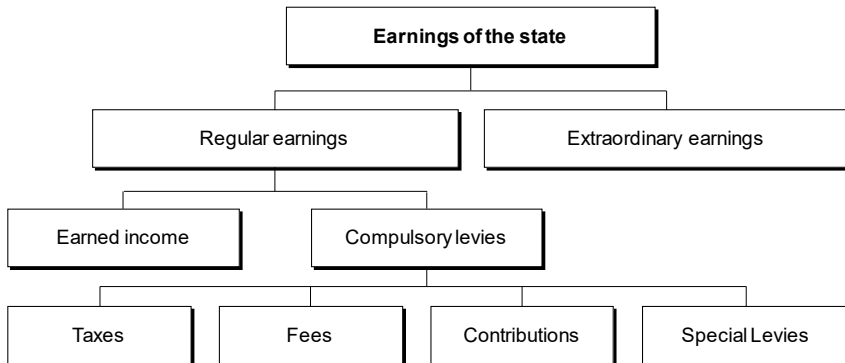 Earnings of the state
Regular earnings
Extraordinary earnings
Earned income
Compulsory levies
Taxes
Fees
Contributions
Special Levies